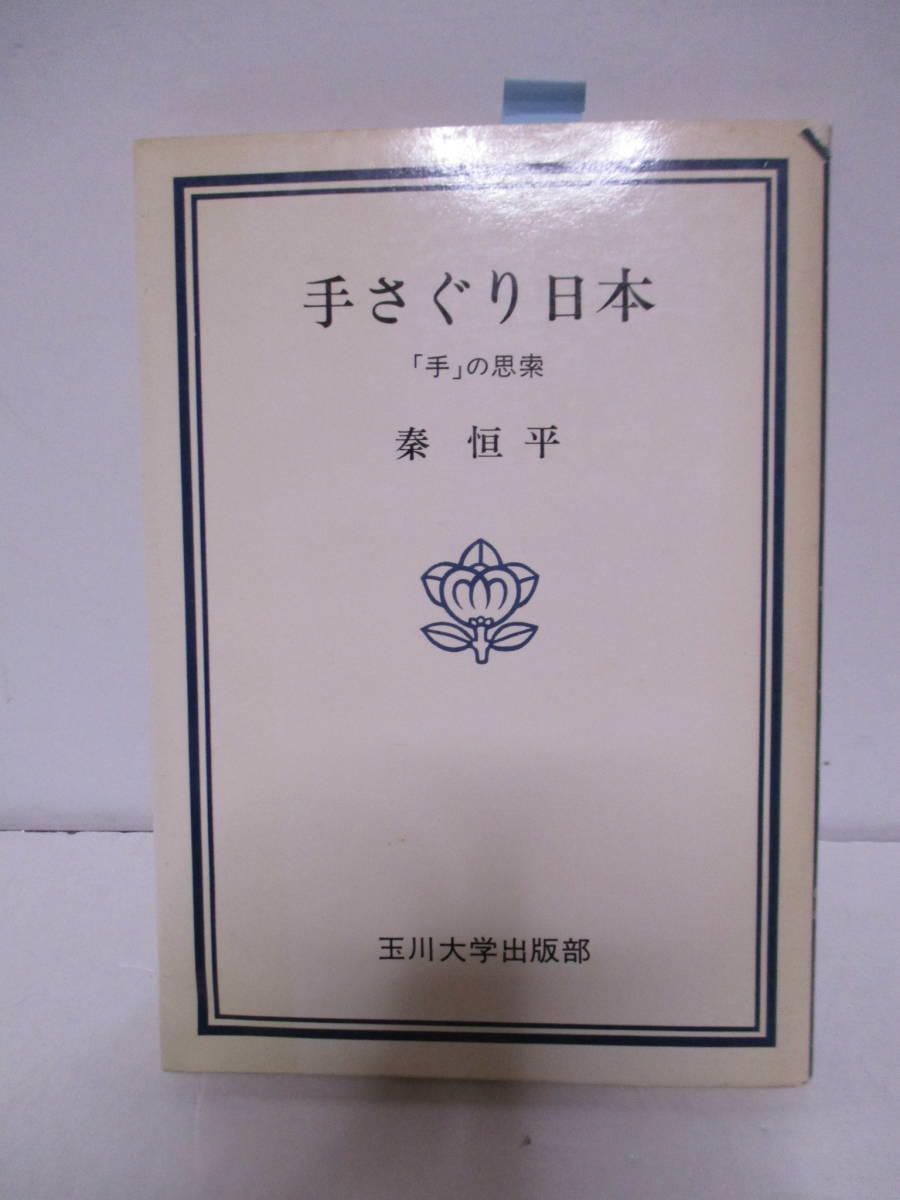 手さぐり日本
「手」の思索
秦 恒平
玉川大学出版部